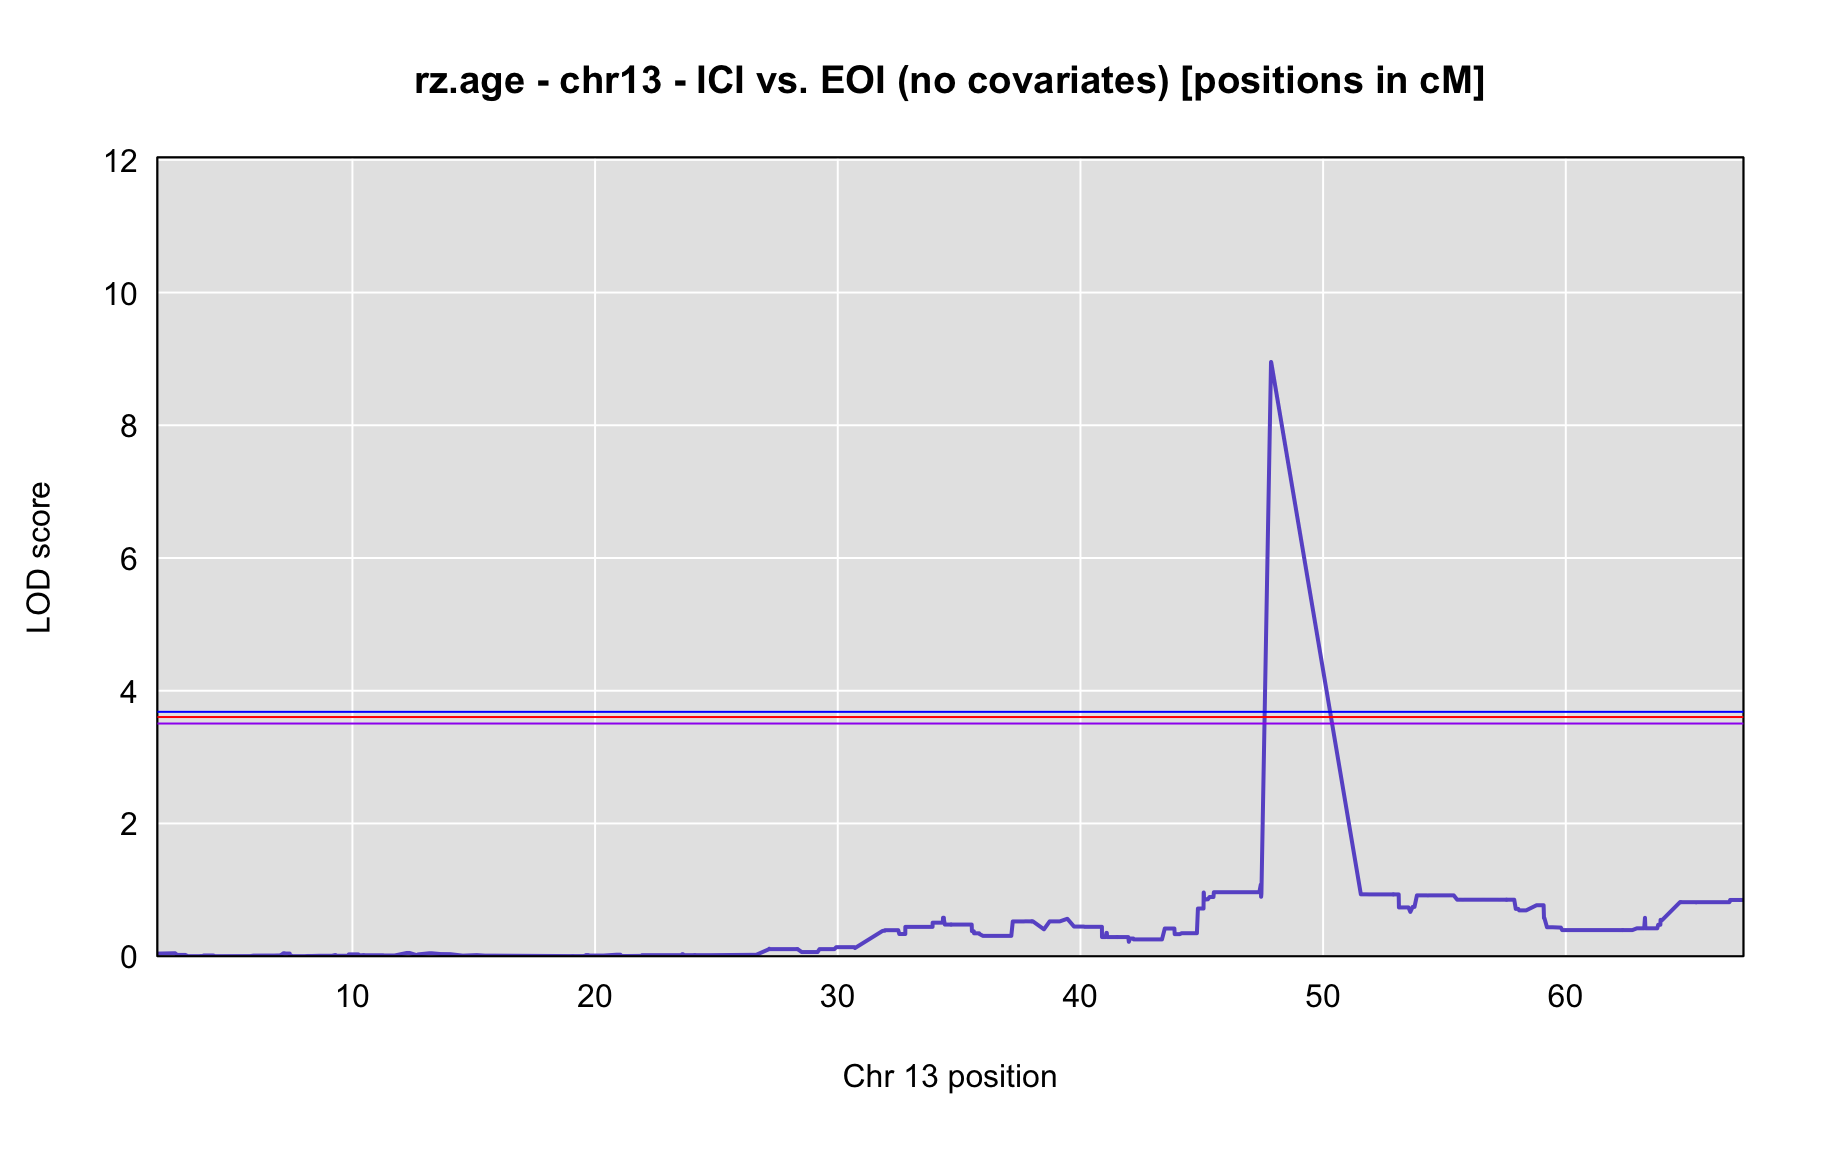 rz.age - chr13 - ICI vs. EOI (no covariates) [positions in cM]
12
10
8
6
4
2
0
LOD score
10 20 30 40 50 60
Chr 13 position